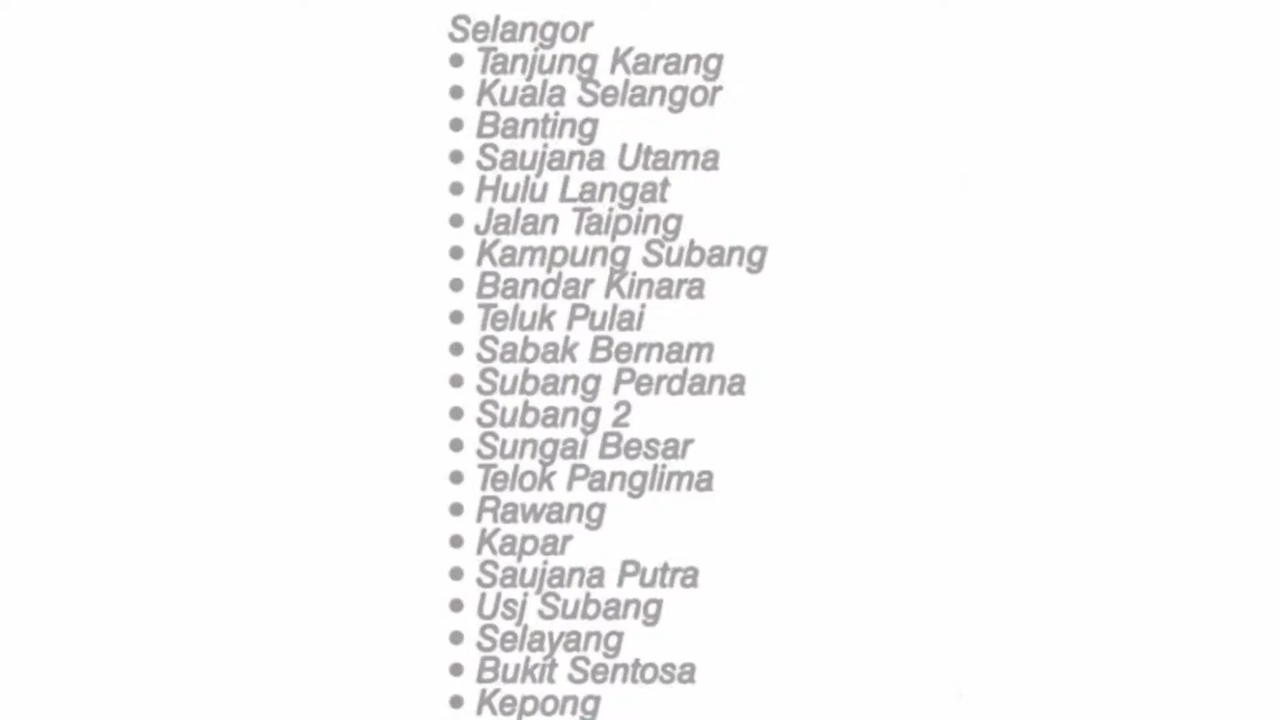 Selangor
• Tanjung Karang
• Kuala Selangor
• Banting
• Saujana Utama
• Hulu Langat
• Jalan Taiping
• Kampung Subang
• Bandar Kinara
• Teluk Pulai
• Sabak Bernam
• Subang Perdana
• Subang 2
• Sungai Besar
• Telok Panglima
• Rawang
• Kapar
• Saujana Putra
• Usj Subang
• Selayang
• Bukit Sentosa
• Kepong